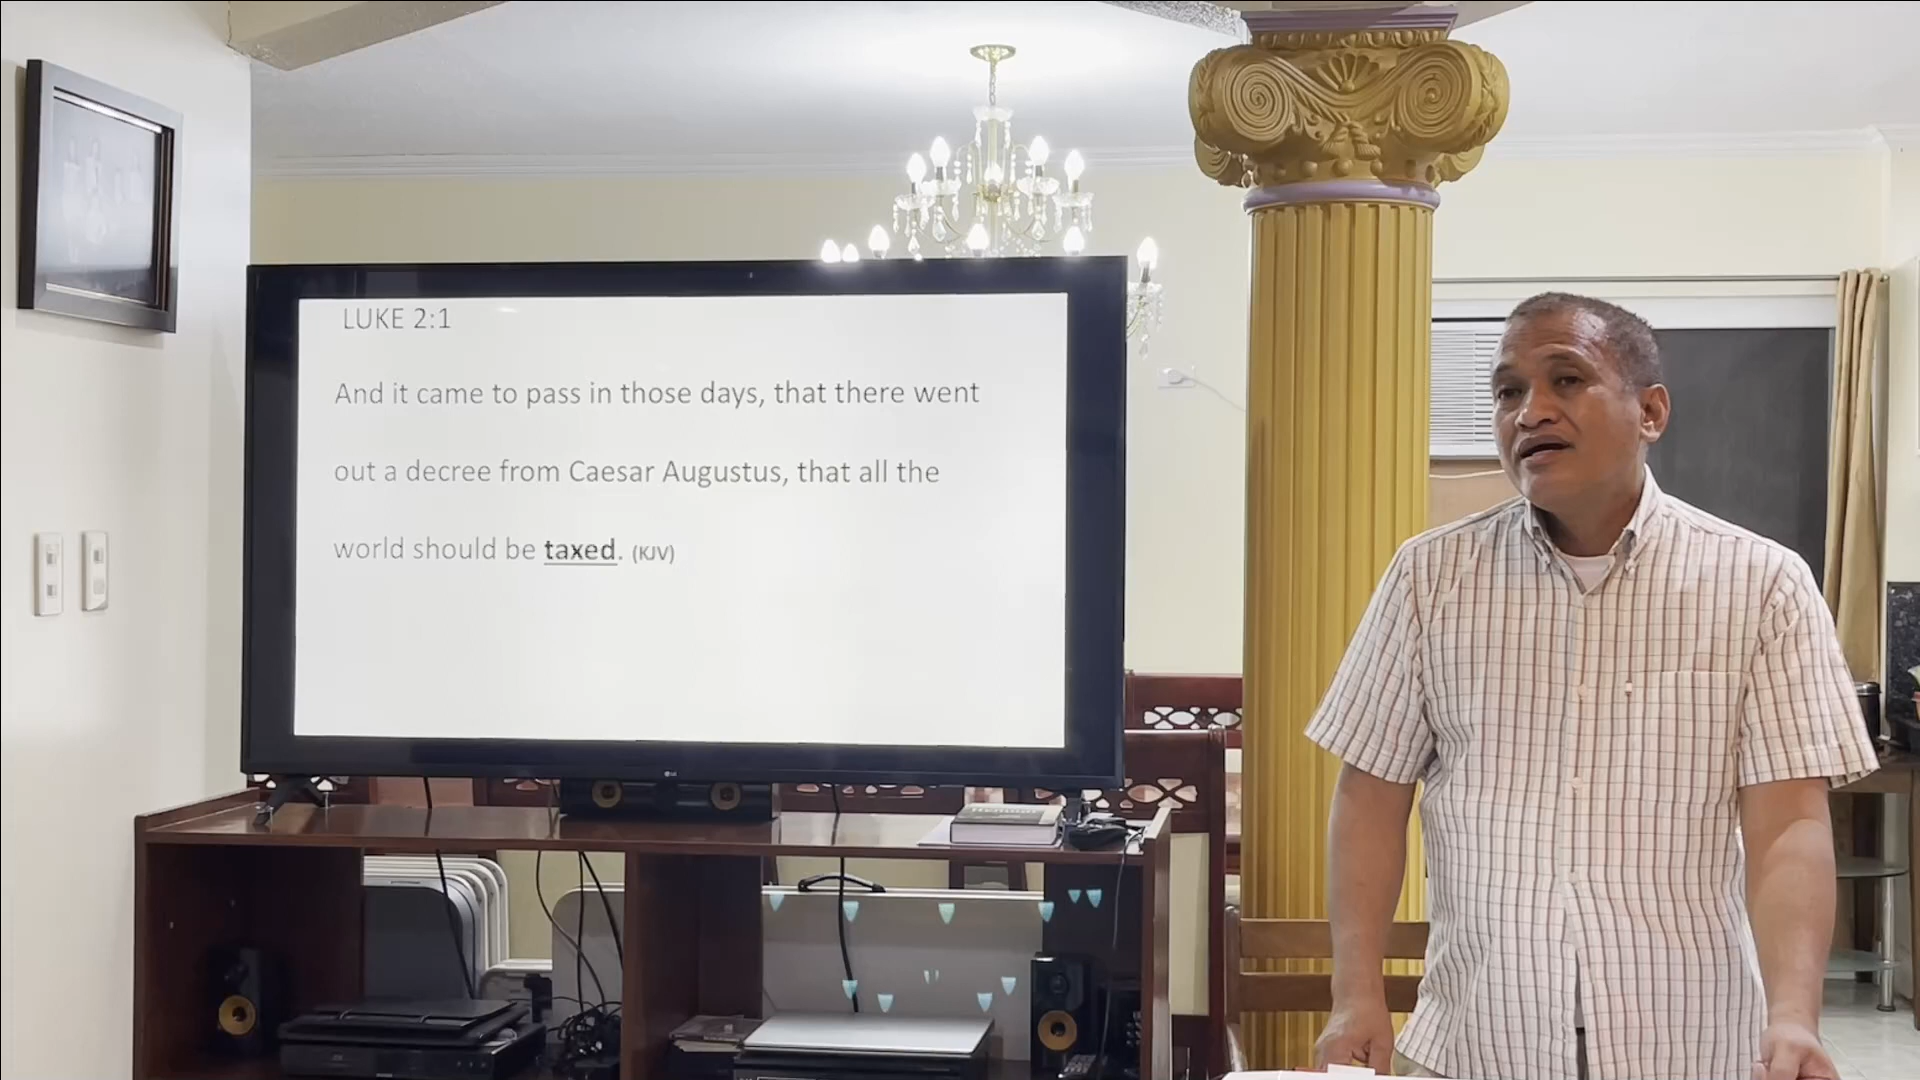 LUKE 2:1
And it came to pass in those days, that there went
out a decree from Caesar Augustus, that all the
world should be taxed. (KJV)
LG